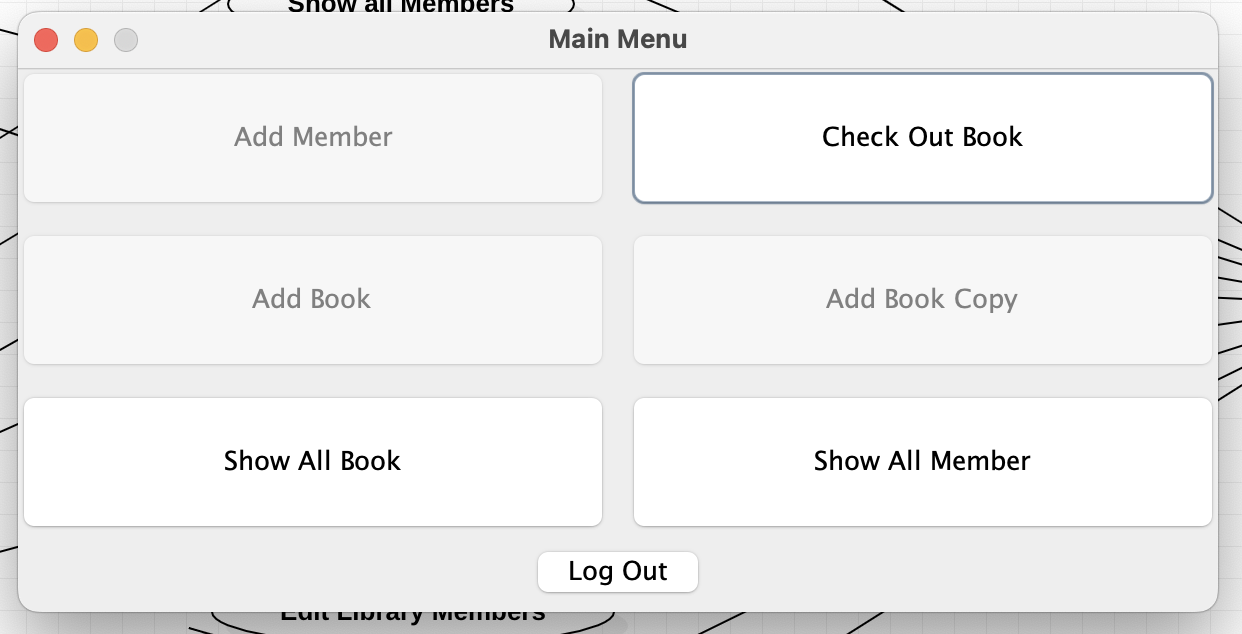 Show all Members
Main Menu
Add Member
Check Out Book
Add Book
Add Book Copy
Show All Book
Show All Member
Log Out
Edit Library Members